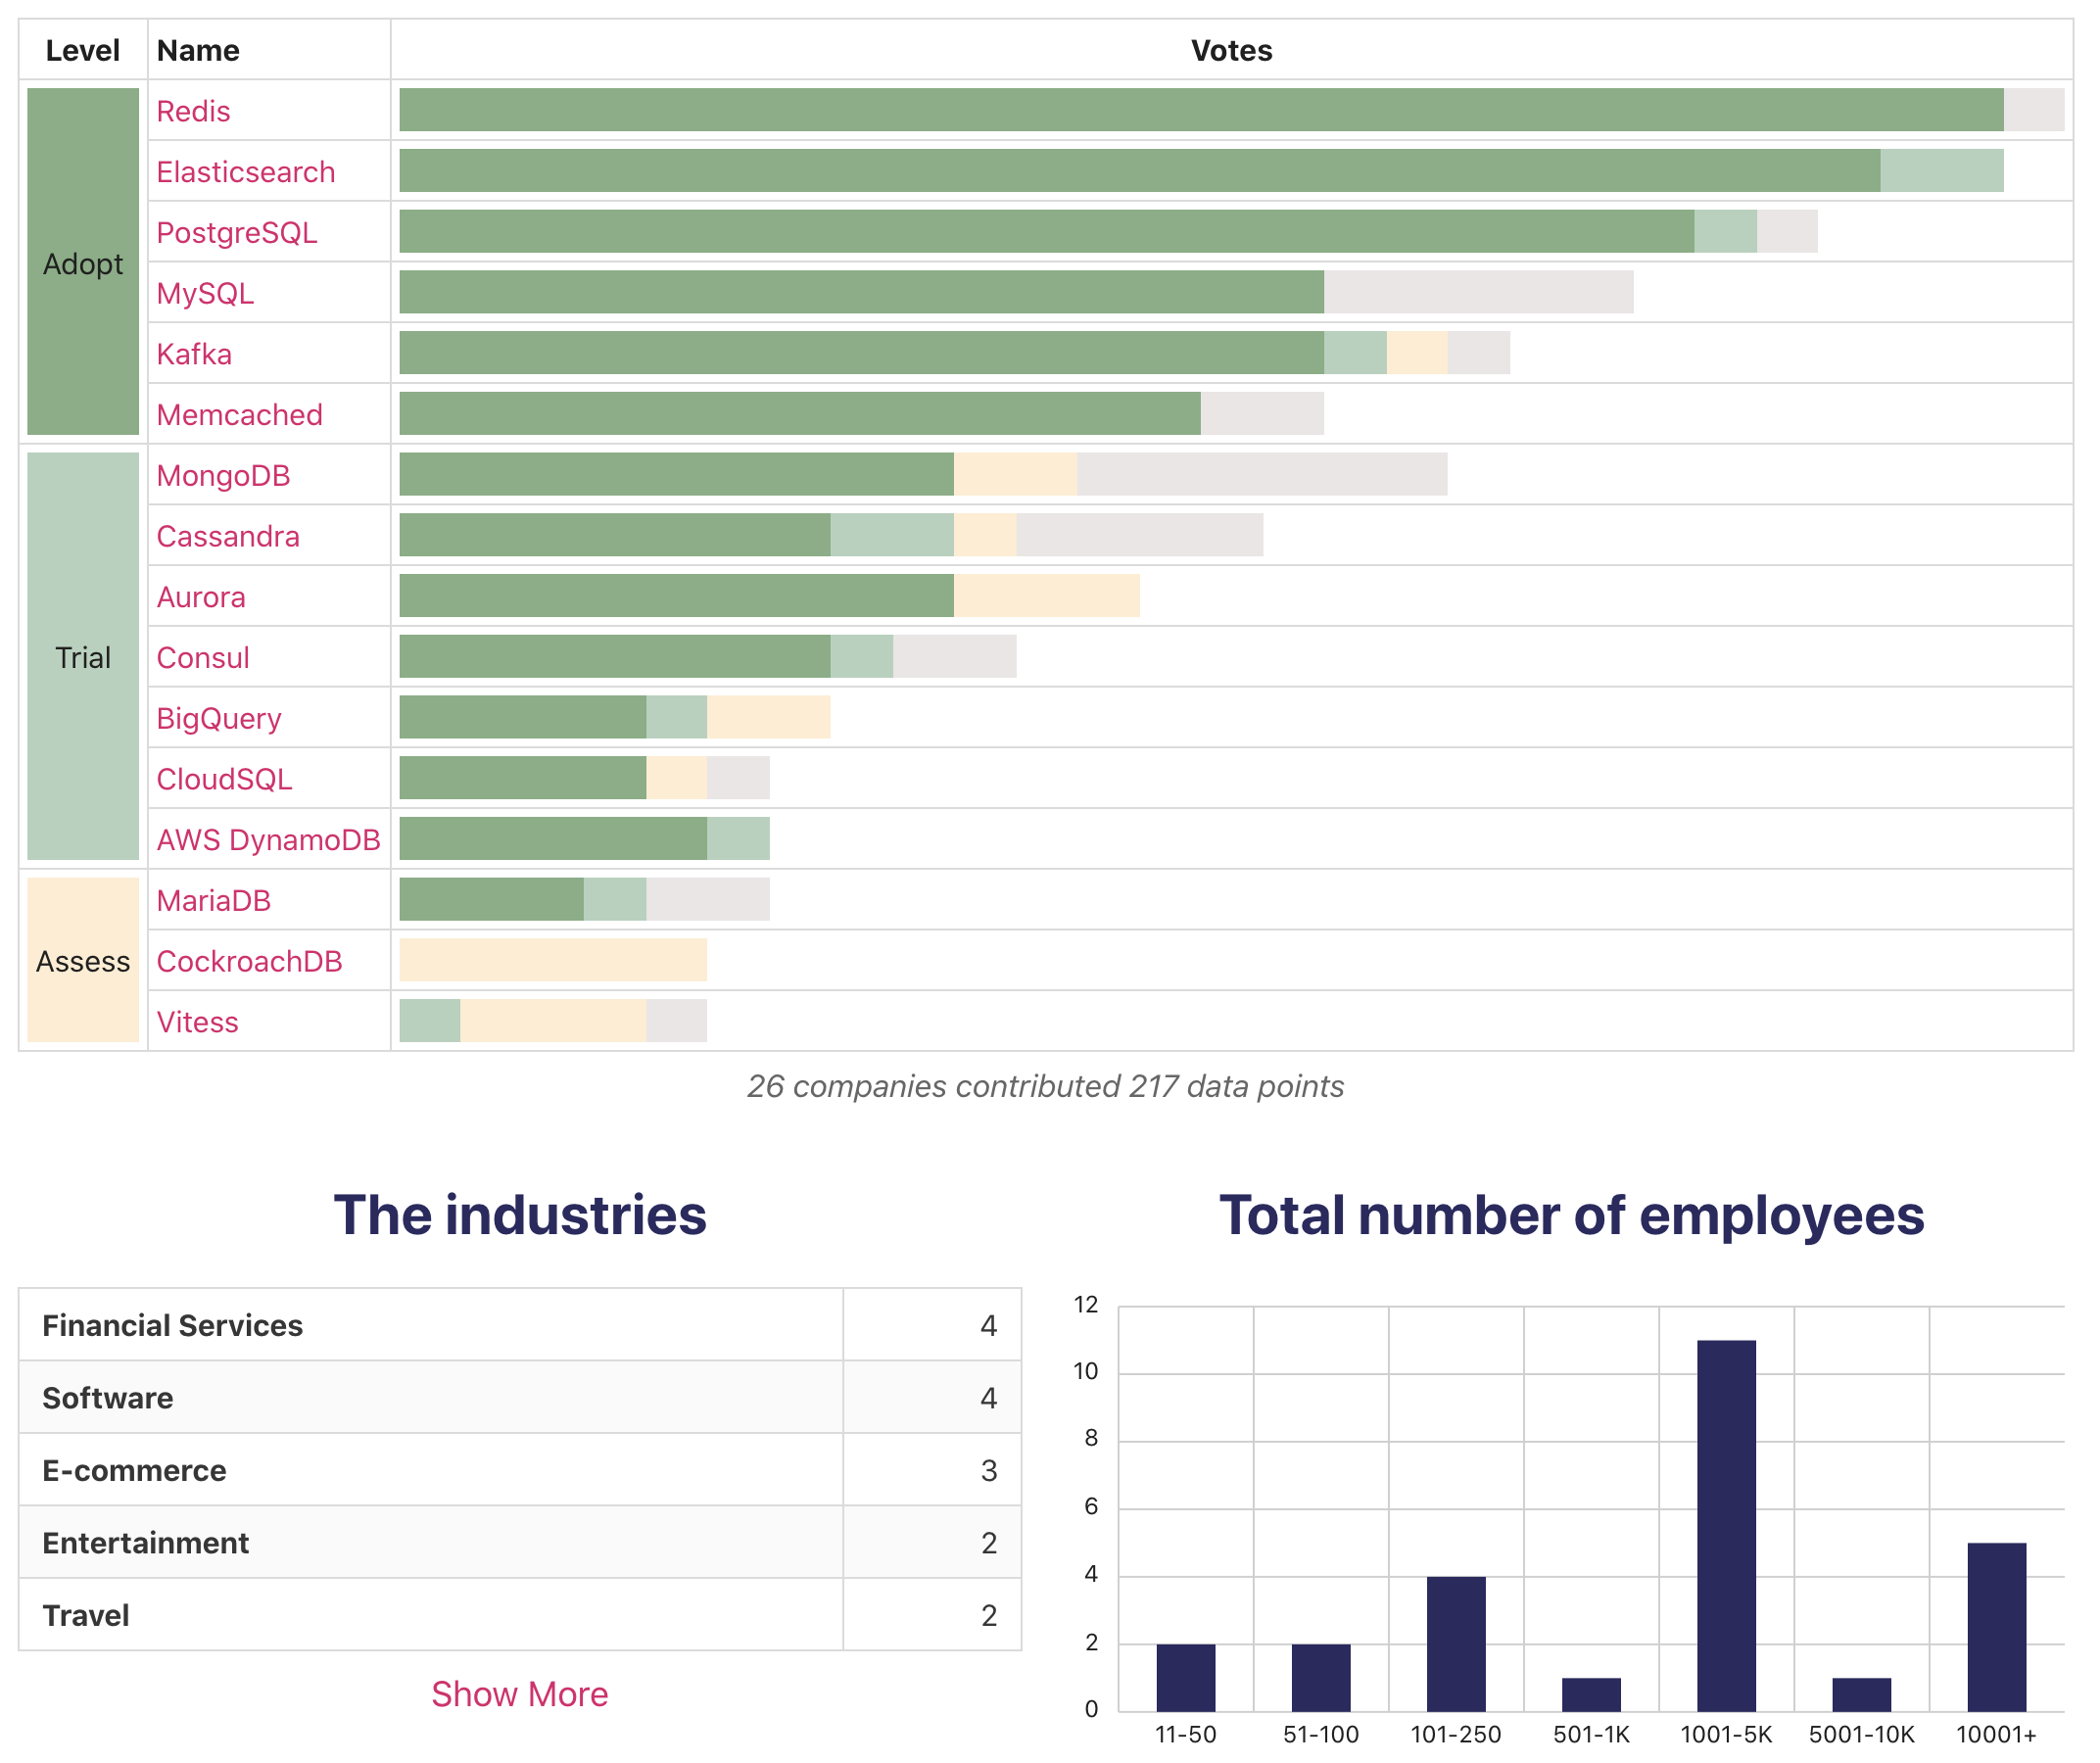 Level Name Votes
Adopt
Redis
Elasticsearch
PostgreSQL
MySQL
Kafka
Memcached
Trial
MongoDB
Cassandra
Aurora
Consul
BigQuery
CloudSQL
AWS DynamoDB
Assess
MariaDB
CockroachDB
Vitess
26 companies contributed 217 data points
The industries
Financial Services 4
Software 4
E-commerce 3
Entertainment 2
Travel 2
Show More
Total number of employees
12
10
8
6
4
2
0
11-50 51-100 101-250 501-1K 1001-5K 5001-10K 10001+